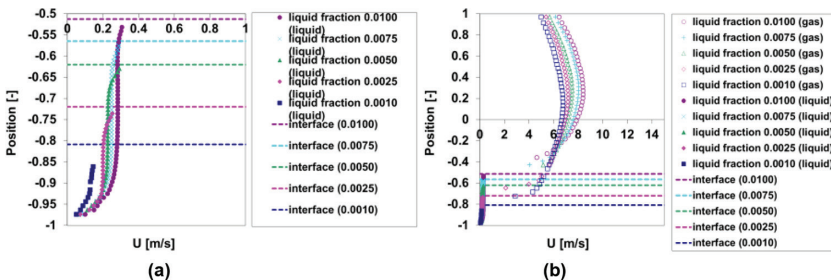 -0.5
0 0.2 0.4 0.6 0.8 1
-0.55
-0.6
-0.65
-0.7
-0.75
-0.8
-0.85
-0.9
-0.95
-1
Position [-]
U [m/s]
liquid fraction 0.0100
(liquid)
liquid fraction 0.0075
(liquid)
liquid fraction 0.0050
(liquid)
liquid fraction 0.0025
(liquid)
liquid fraction 0.0010
(liquid)
interface (0.0100)
interface (0.0075)
interface (0.0050)
interface (0.0025)
interface (0.0010)
(a)
1
0.8
0.6
0.4
0.2
0
-0.2
-0.4
-0.6
-0.8
-1
0 4 8 12
Position [-]
U [m/s]
liquid fraction 0.0100 (gas)
liquid fraction 0.0075 (gas)
liquid fraction 0.0050 (gas)
liquid fraction 0.0025 (gas)
liquid fraction 0.0010 (gas)
liquid fraction 0.0100 (liquid)
liquid fraction 0.0075 (liquid)
liquid fraction 0.0050 (liquid)
liquid fraction 0.0025 (liquid)
liquid fraction 0.0010 (liquid)
interface (0.0100)
interface (0.0075)
interface (0.0050)
interface (0.0025)
interface (0.0010)
(b)